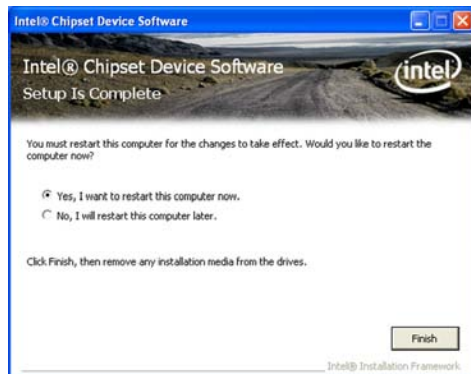 Intel® Chipset Device Software
Intel® Chipset Device Software
Setup Is Complete
intel
You must restart this computer for the changes to take effect. Would you like to restart the
computer now?
Yes, I want to restart this computer now.
No, I will restart this computer later.
Click Finish, then remove any installation media from the drives.
Finish
Intel® Installation Framework